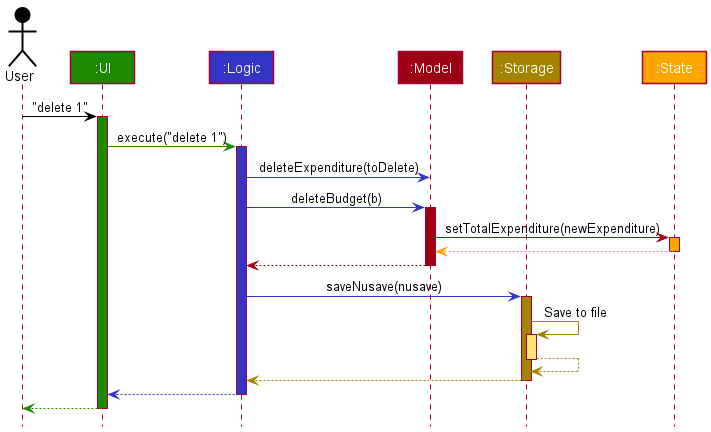 User
:UI
:Logic
:Model
:Storage
:State
"delete 1"
execute("delete 1")
deleteExpenditure(toDelete)
deleteBudget(b)
setTotalExpenditure(newExpenditure)
saveNusave(nusave)
Save to file